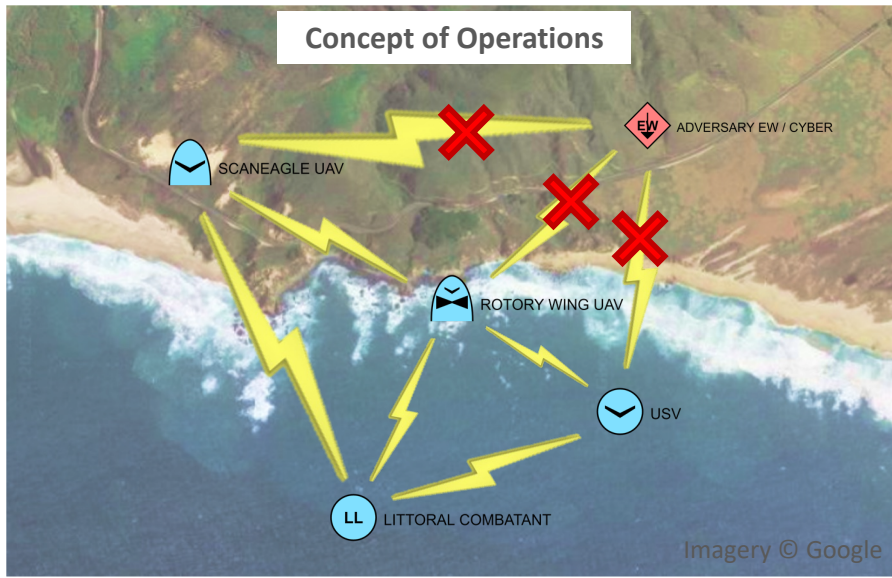 Concept of Operations
EW
ADVERSARY EW / CYBER
SCANEAGLE UAV
ROTORY WING UAV
USV
LL
LITTORAL COMBATANT
Imagery © Google